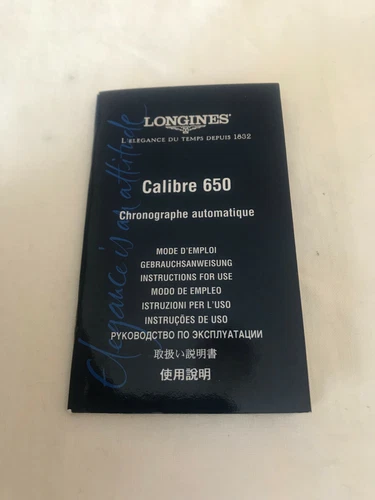 LONGINES
L'ELEGANCE DU TEMPS DEPUIS 1832
Calibre 650
Chronographe automatique
MODE D'EMPLOI
GEBRAUCHSANWEISUNG
INSTRUCTIONS FOR USE
MODO DE EMPLEO
ISTRUZIONI PER L'USO
INSTRUÇÕES DE USO
РУКОВОДСТВО ПО ЭКСПЛУАТАЦИИ
取扱い説明書
使用說明
Elegance is an attitude